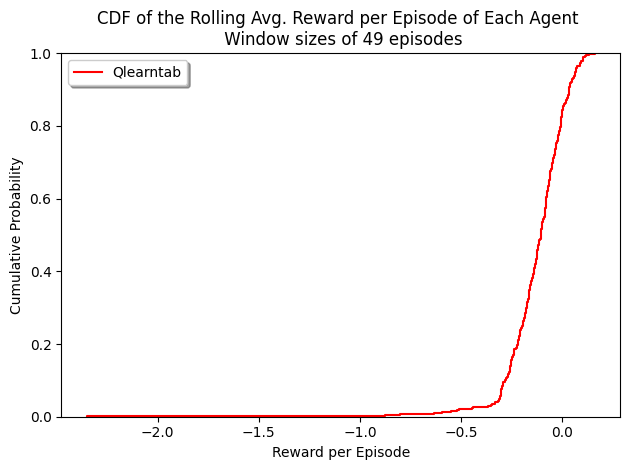 CDF of the Rolling Avg. Reward per Episode of Each Agent
Window sizes of 49 episodes
Qlearntab
1.0
0.8
0.6
0.4
0.2
0.0
Cumulative Probability
−2.0 −1.5 −1.0 −0.5 0.0
Reward per Episode